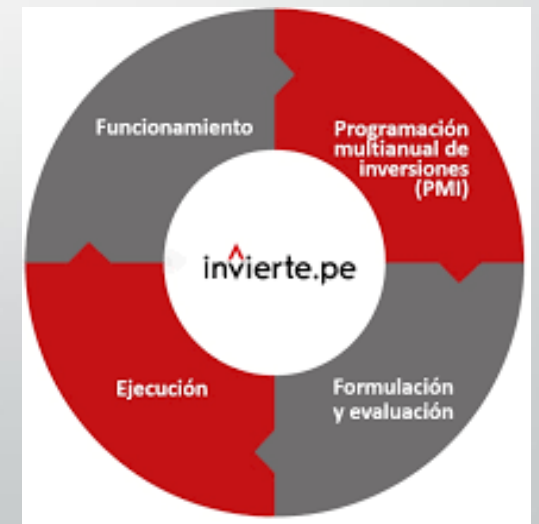 Funcionamiento
Programación
multianual de
inversiones
(PMI)
invierte.pe
Ejecución
Formulación
y evaluación